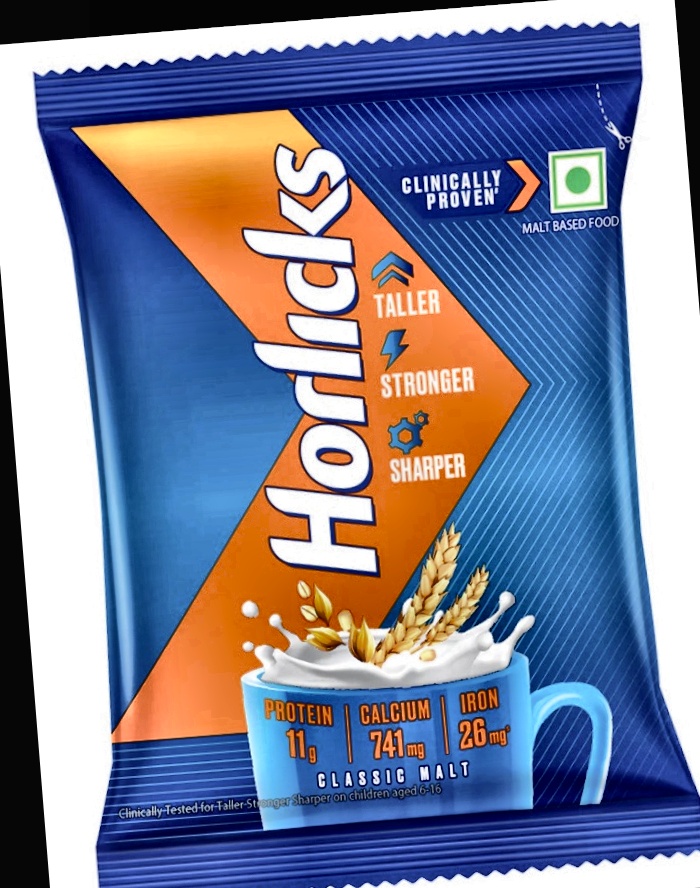 Horlicks
CLINICALLY
PROVEN#
MALT BASED FOOD
TALLER
STRONGER
SHARPER
PROTEIN
11g
CALCIUM
741mg
IRON
26mg*
CLASSIC MALT
Clinically Tested for Taller Stronger Sharper on children aged 6-16